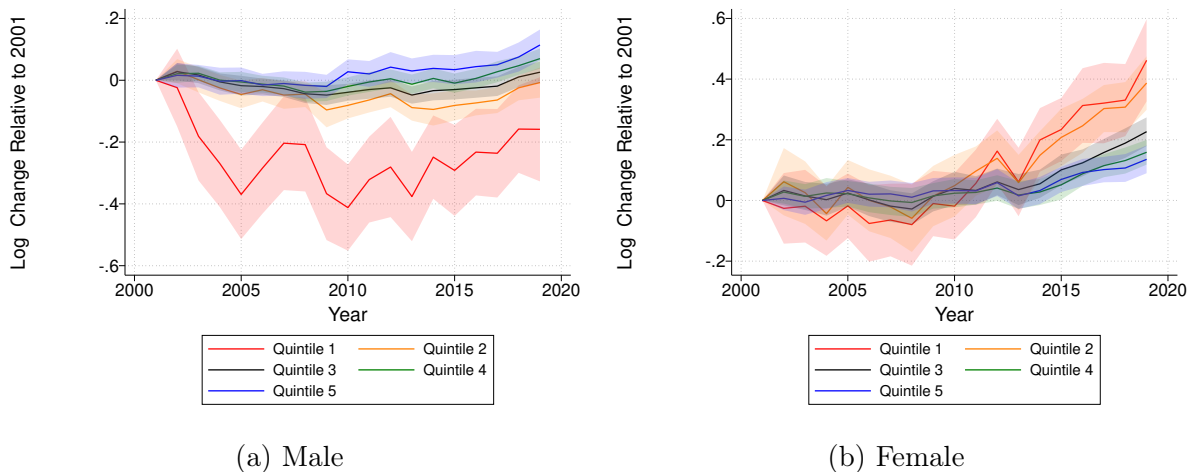 Log Change Relative to 2001
.2
0
-.2
-.4
-.6
2000 2005 2010 2015 2020
Year
Quintile 1 Quintile 2
Quintile 3 Quintile 4
Quintile 5
(a) Male
Log Change Relative to 2001
.6
.4
.2
0
-.2
2000 2005 2010 2015 2020
Year
Quintile 1 Quintile 2
Quintile 3 Quintile 4
Quintile 5
(b) Female